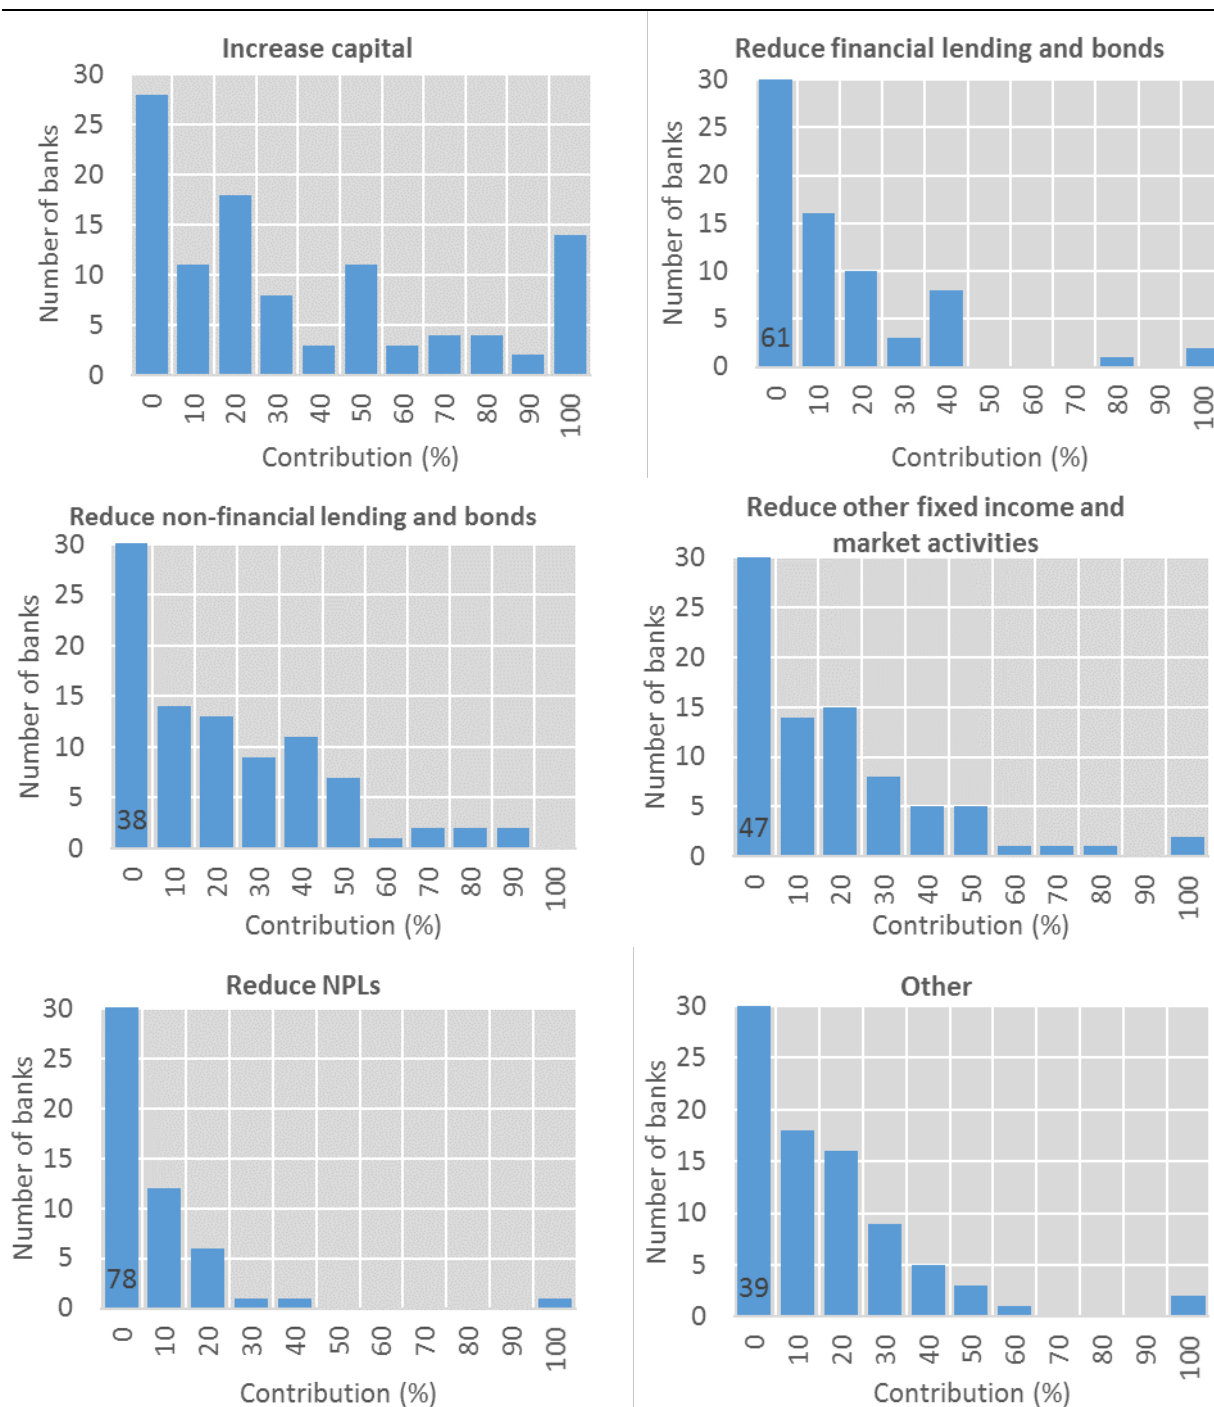 Increase capital
30
25
20
15
10
5
0
Number of banks
0 10 20 30 40 50 60 70 80 90 100
Contribution (%)
Reduce financial lending and bonds
30
25
20
15
10
5
0
Number of banks
61
0 10 20 30 40 50 60 70 80 90 100
Contribution (%)
Reduce non-financial lending and bonds
30
25
20
15
10
5
0
Number of banks
38
0 10 20 30 40 50 60 70 80 90 100
Contribution (%)
Reduce other fixed income and
market activities
30
25
20
15
10
5
0
Number of banks
47
0 10 20 30 40 50 60 70 80 90 100
Contribution (%)
Reduce NPLs
30
25
20
15
10
5
0
Number of banks
78
0 10 20 30 40 50 60 70 80 90 100
Contribution (%)
Other
30
25
20
15
10
5
0
Number of banks
39
0 10 20 30 40 50 60 70 80 90 100
Contribution (%)